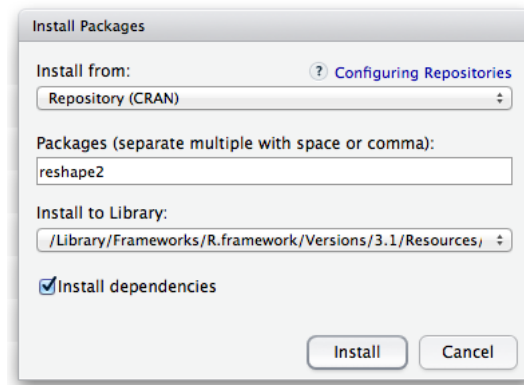 Install Packages
Install from:
? Configuring Repositories
Repository (CRAN)
Packages (separate multiple with space or comma):
reshape2
Install to Library:
/Library/Frameworks/R.framework/Versions/3.1/Resources/
Install dependencies
Install
Cancel